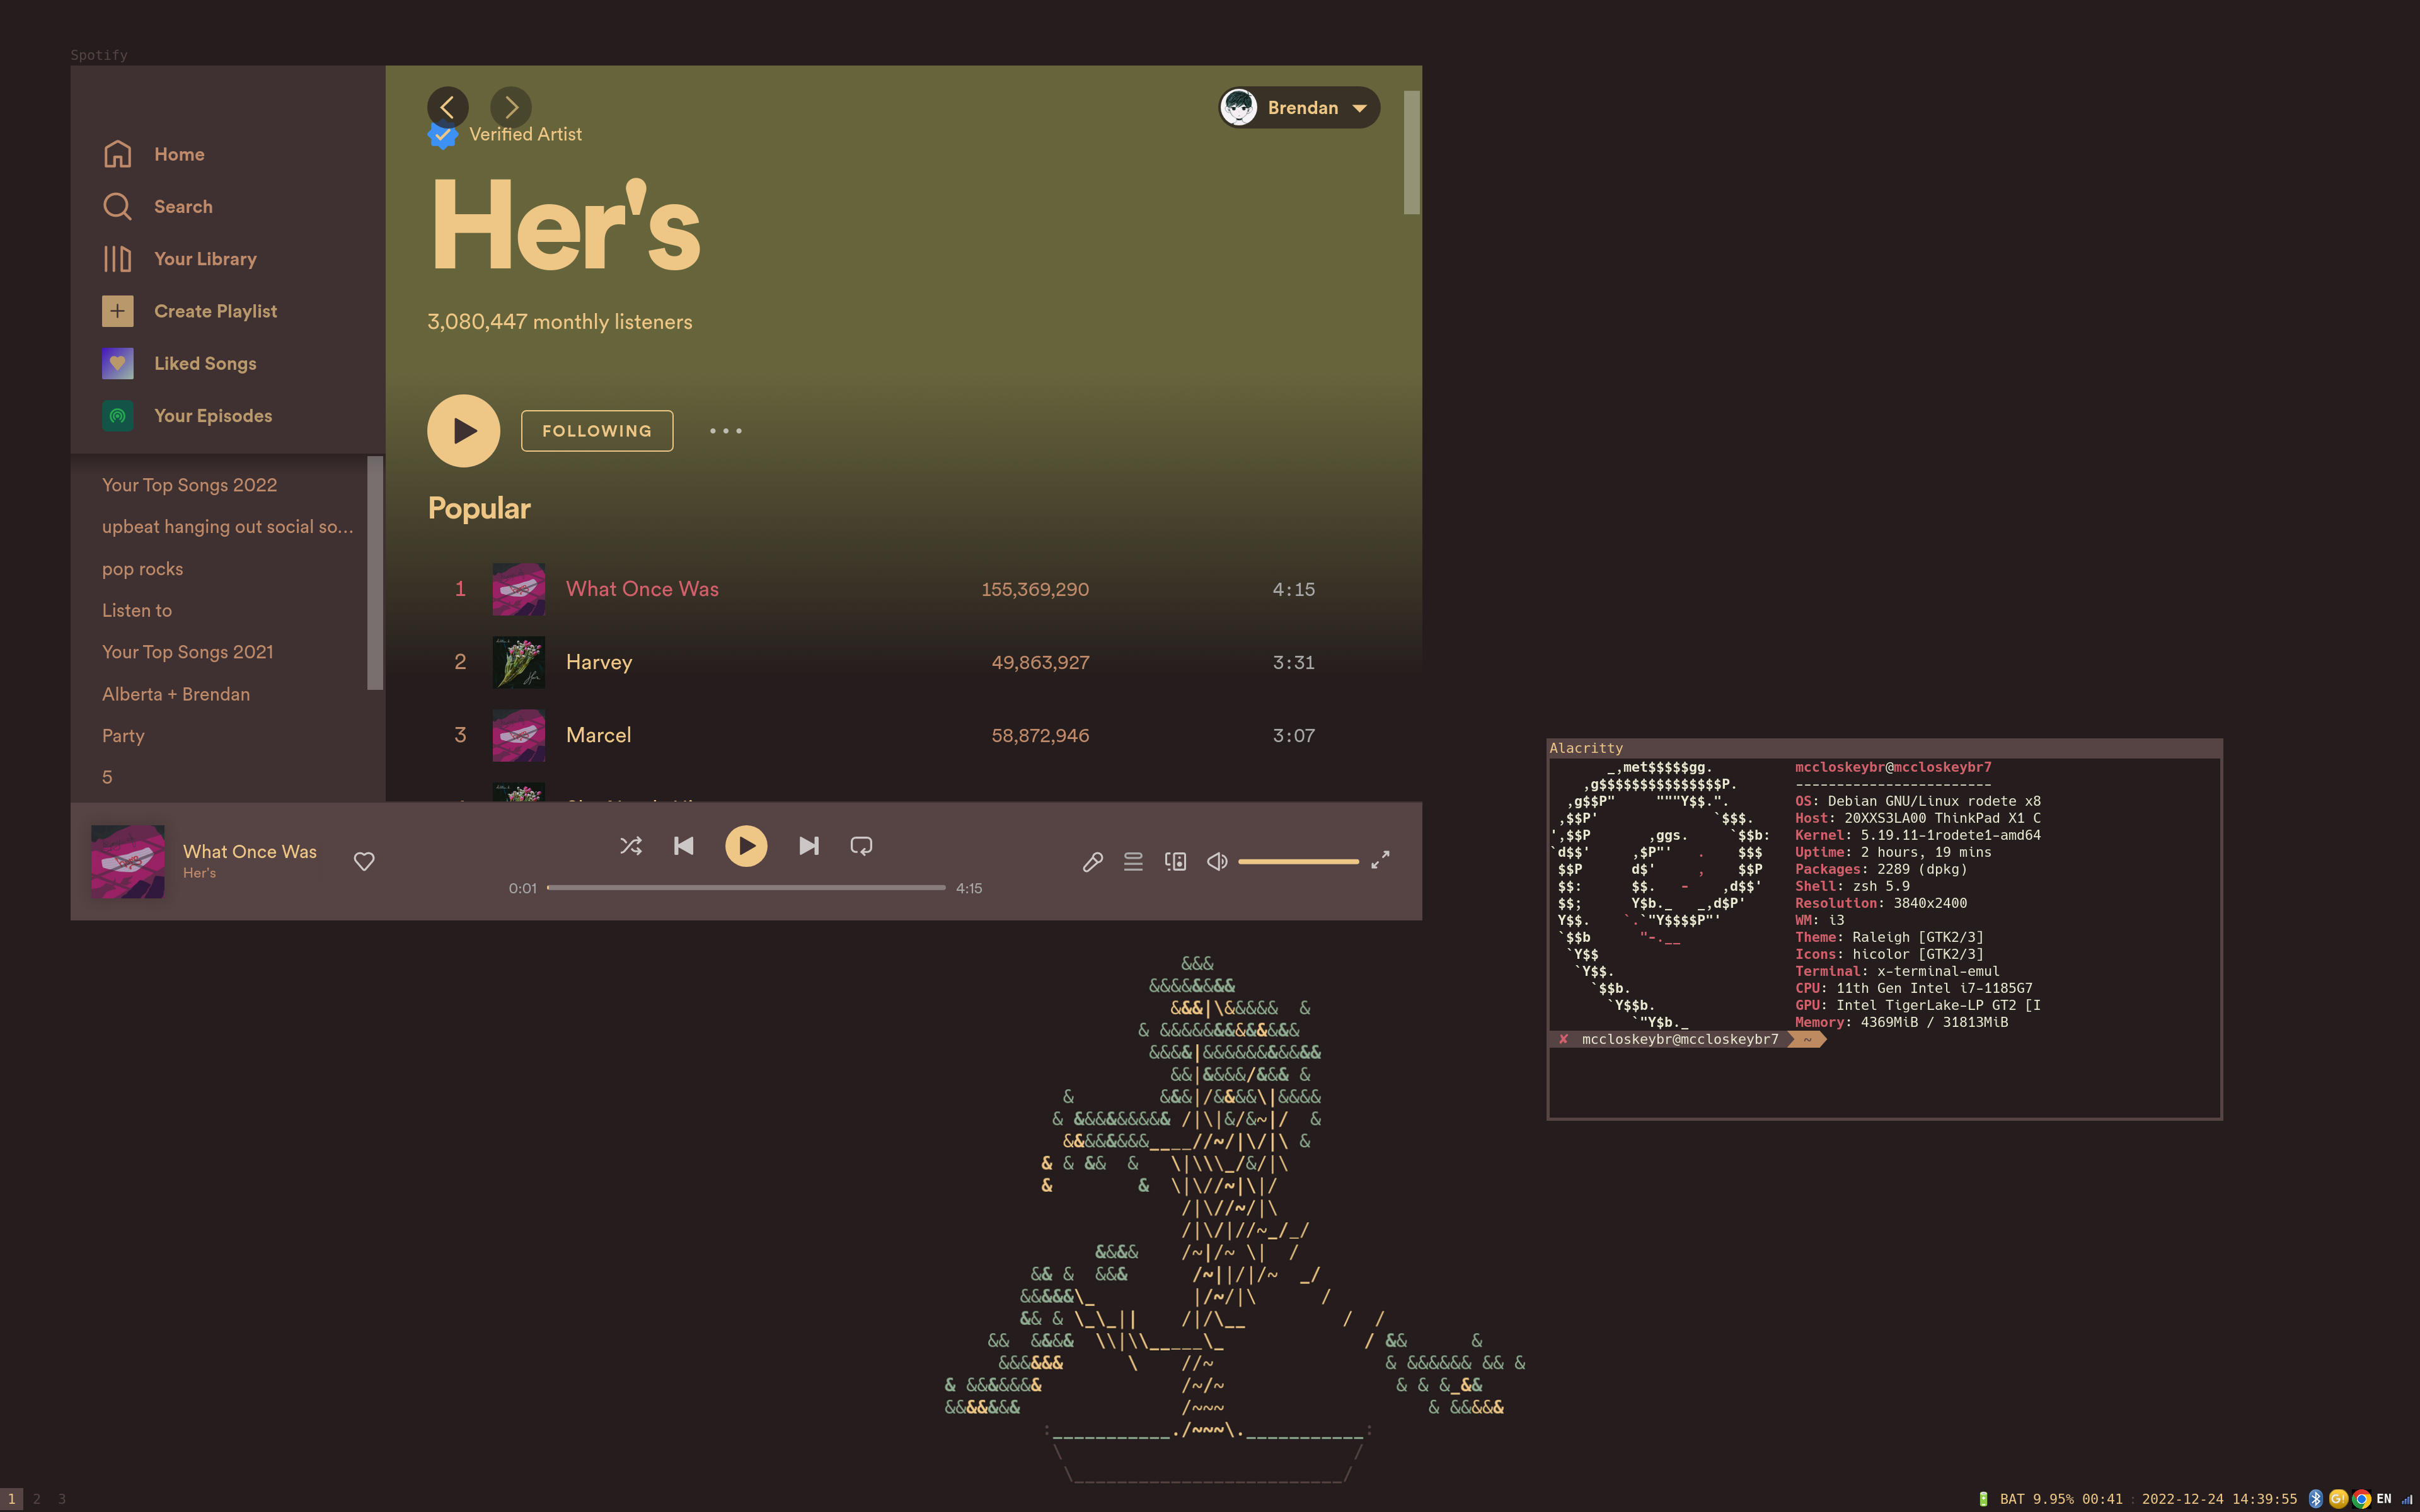 Spotify
Verified Artist
Brendan
Her's
3,080,447 monthly listeners
FOLLOWING
Home
Search
Your Library
Create Playlist
Liked Songs
Your Episodes
Your Top Songs 2022
upbeat hanging out social so...
pop rocks
Listen to
Your Top Songs 2021
Alberta + Brendan
Party
5
Popular
1 What Once Was 155,369,290 4:15
2 Harvey 49,863,927 3:31
3 Marcel 58,872,946 3:07
What Once Was
Her's
0:01 4:15
Alacritty
mccloskeybr@mccloskeybr7
------------------------
OS: Debian GNU/Linux rodete x8
Host: 20XXS3LA00 ThinkPad X1 C
Kernel: 5.19.11-1rodete1-amd64
Uptime: 2 hours, 19 mins
Packages: 2289 (dpkg)
Shell: zsh 5.9
Resolution: 3840x2400
WM: i3
Theme: Raleigh [GTK2/3]
Icons: hicolor [GTK2/3]
Terminal: x-terminal-emul
CPU: 11th Gen Intel i7-1185G7
GPU: Intel TigerLake-LP GT2 [I
Memory: 4369MiB / 31813MiB
✘ mccloskeybr@mccloskeybr7 ~
1 2 3
BAT 9.95% 00:41 : 2022-12-24 14:39:55 EN